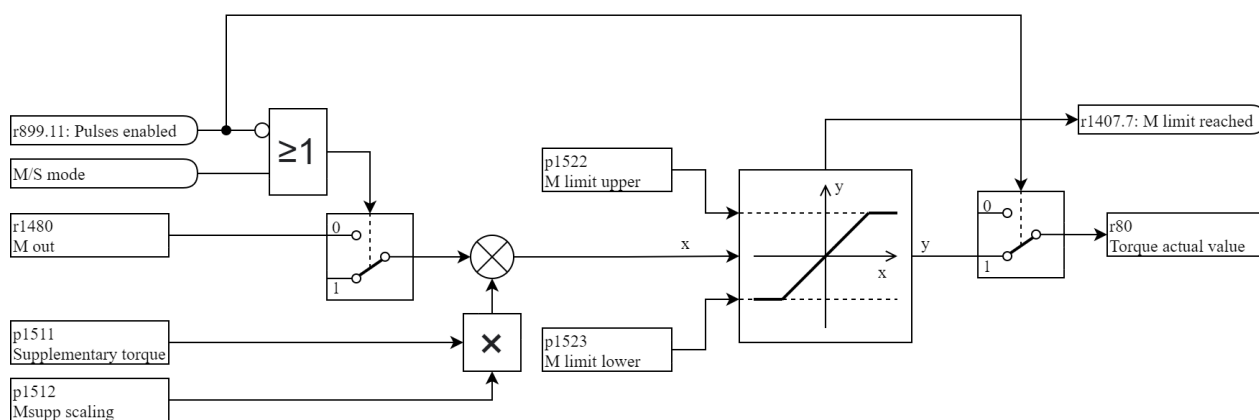 r899.11: Pulses enabled
M/S mode
≥1
r1480
M out
0
1
p1511
Supplementary torque
p1512
Msupp scaling
×
x
p1522
M limit upper
p1523
M limit lower
y
x
y
r1407.7: M limit reached
0
1
r80
Torque actual value